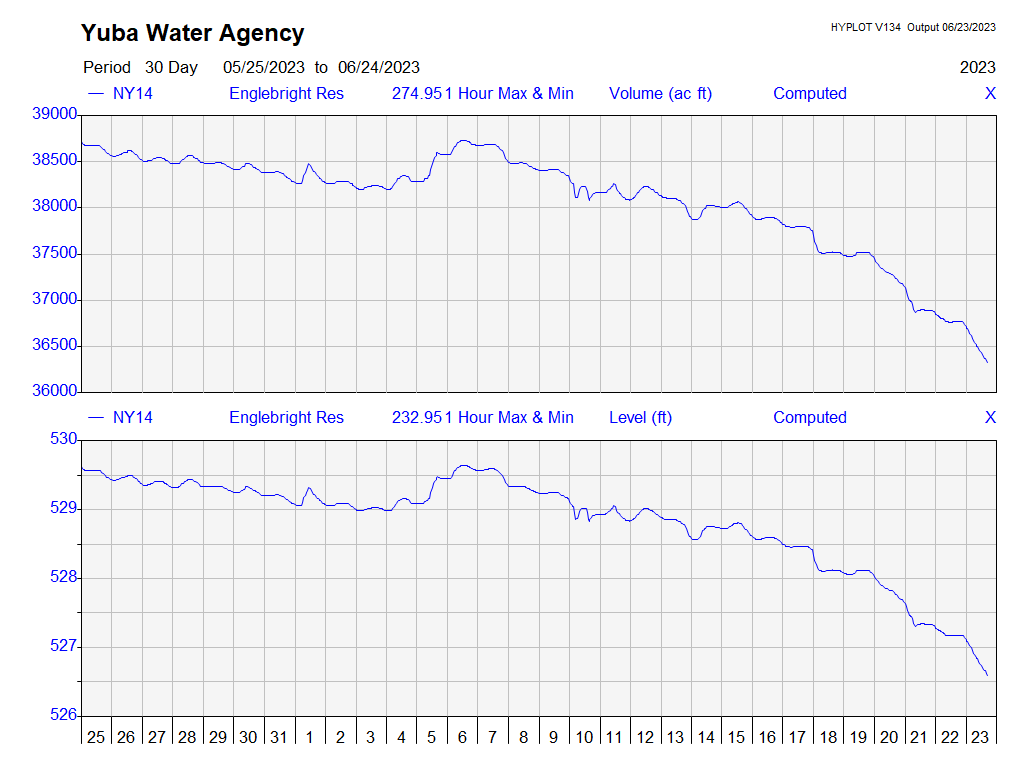 Yuba Water Agency
HYPLOT V134 Output 06/23/2023
Period 30 Day 05/25/2023 to 06/24/2023 2023
NY14 Englebright Res 274.951 Hour Max & Min Volume (ac ft) Computed X
39000
38500
38000
37500
37000
36500
36000
NY14 Englebright Res 232.951 Hour Max & Min Level (ft) Computed X
530
529
528
527
526
25 26 27 28 29 30 31 1 2 3 4 5 6 7 8 9 10 11 12 13 14 15 16 17 18 19 20 21 22 23